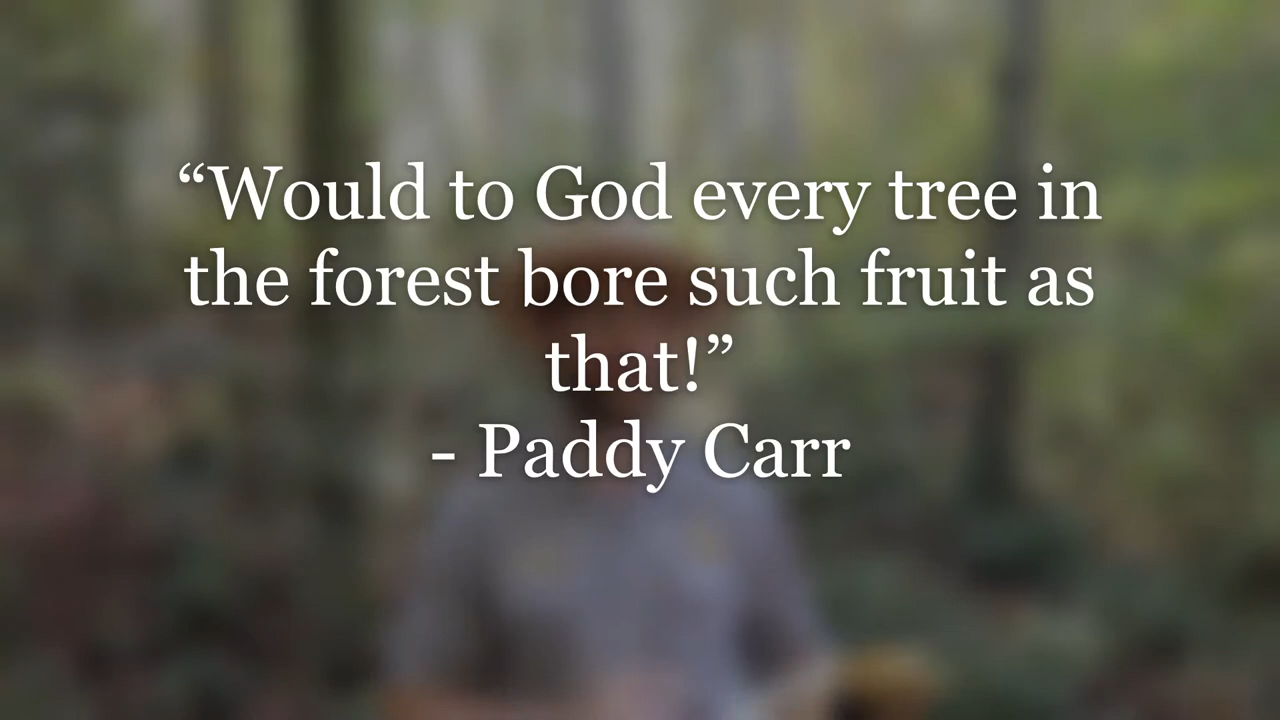 “Would to God every tree in
the forest bore such fruit as
that!”
- Paddy Carr